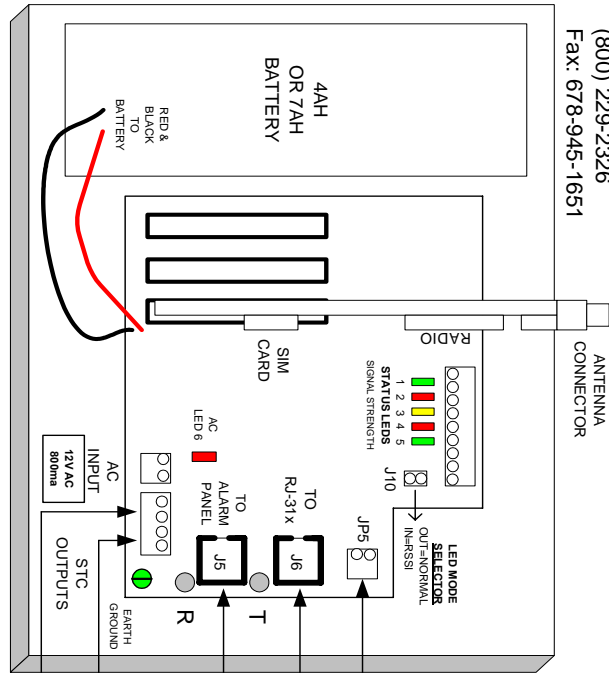 (800) 229-2326
Fax: 678-945-1651
4AH
OR 7AH
BATTERY
RED &
BLACK
TO
BATTERY
ANTENNA
CONNECTOR
RADIO
SIM
CARD
STATUS LEDS
SIGNAL STRENGTH
1 2 3 4 5
J10
LED MODE
SELECTOR
OUT=NORMAL
IN=RSSI
AC
LED 6
TO
ALARM
PANEL
J5
TO
RJ-31x
J6
JP5
AC
INPUT
12V AC
800ma
STC
OUTPUTS
EARTH
GROUND
R
T